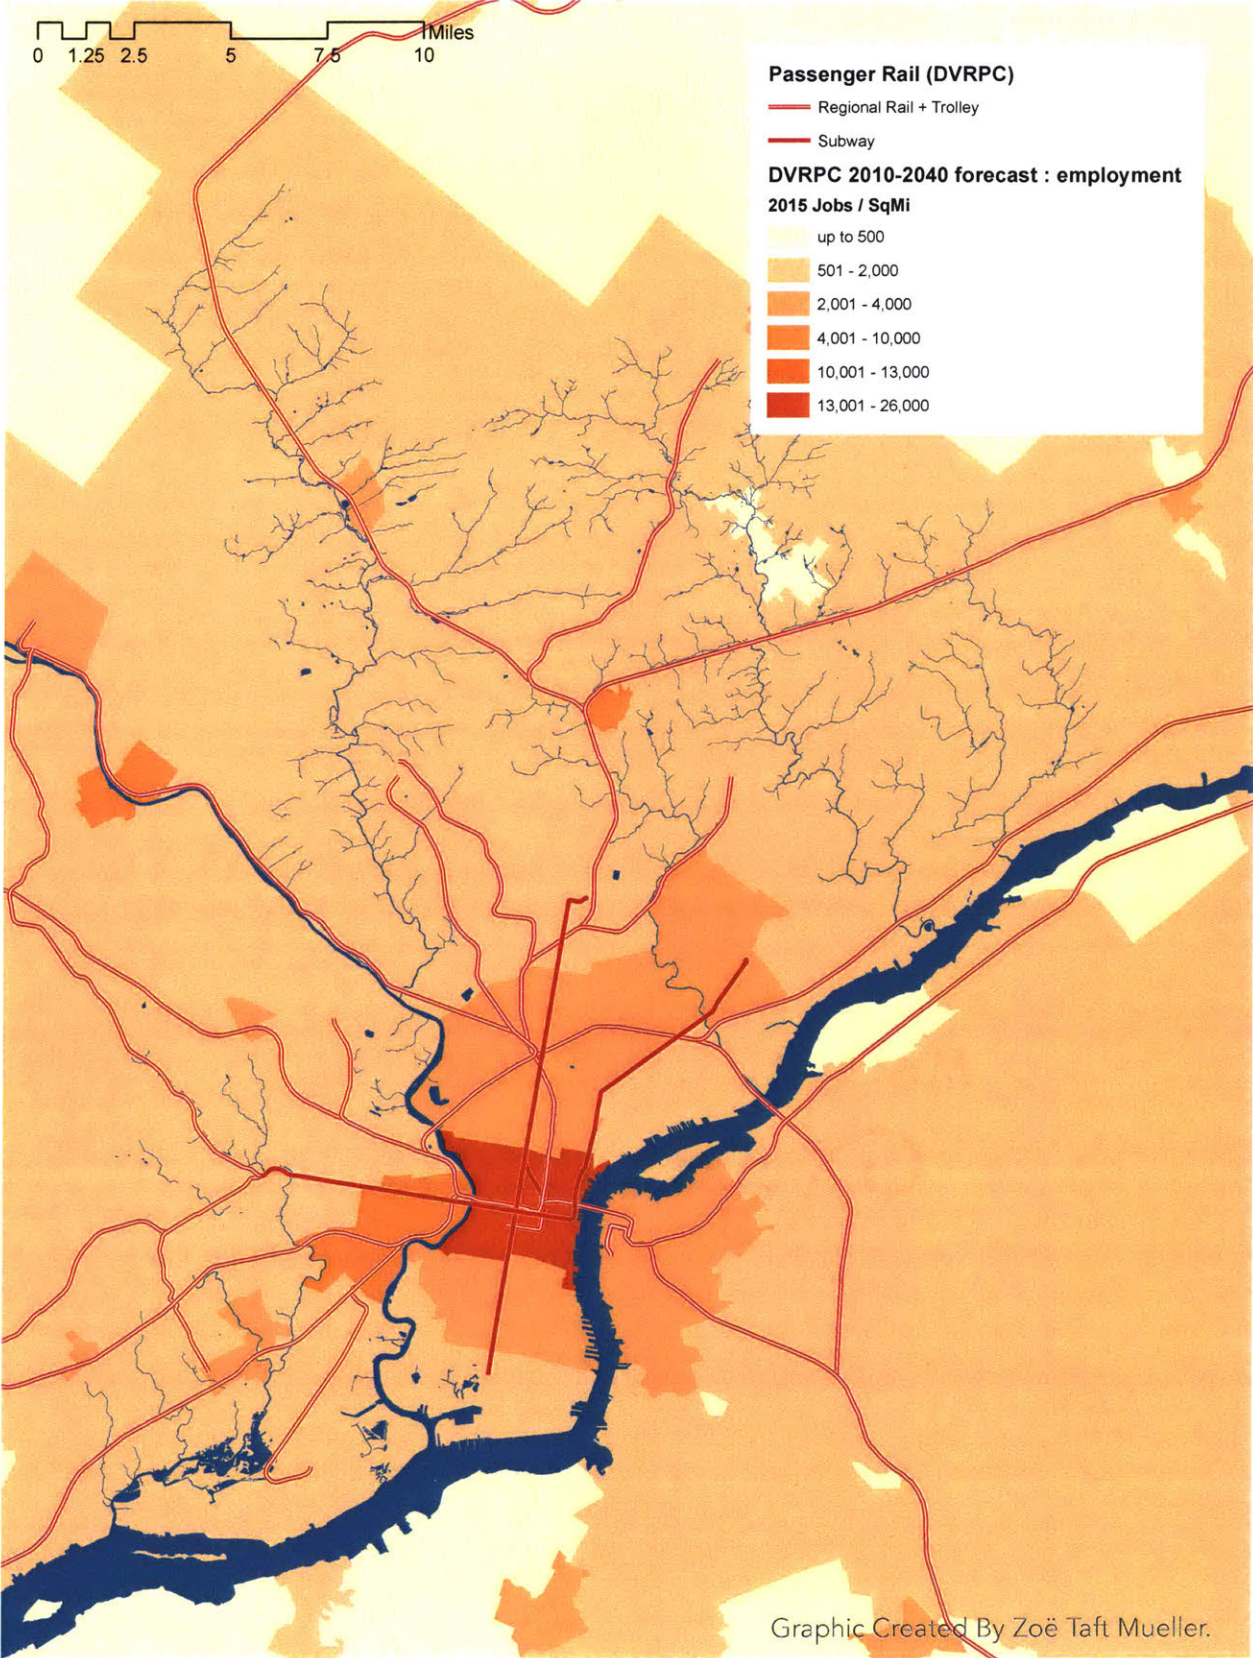 Miles
0 1.25 2.5 5 7.5 10
Passenger Rail (DVRPC)
Regional Rail + Trolley
Subway
DVRPC 2010-2040 forecast : employment
2015 Jobs / SqMi
up to 500
501 - 2,000
2,001 - 4,000
4,001 - 10,000
10,001 - 13,000
13,001 - 26,000
Graphic Created By Zoë Taft Mueller.